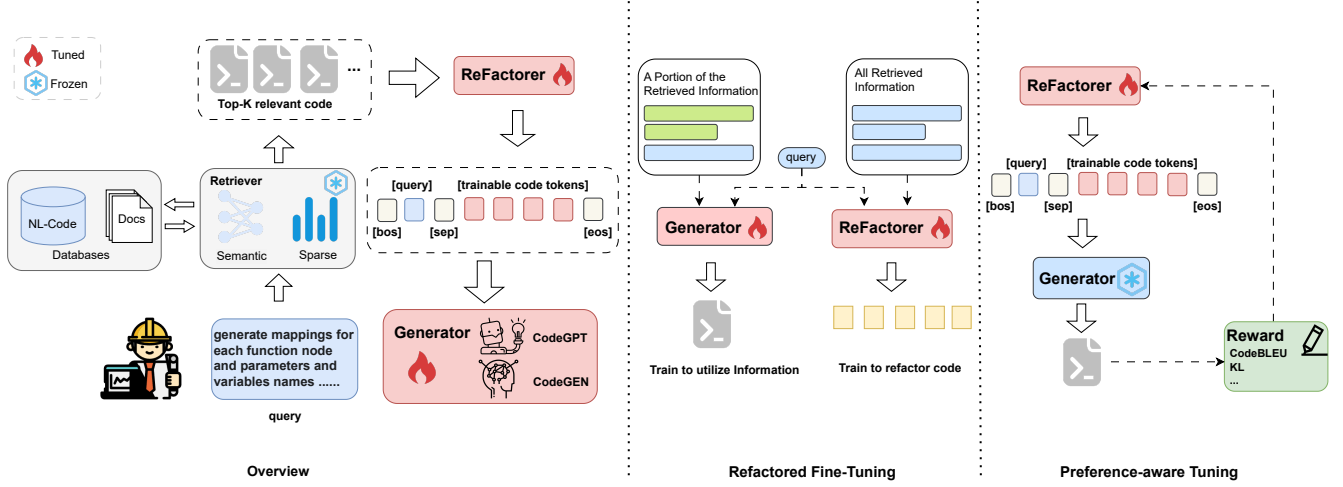 Tuned
Frozen
Top-K relevant code
...
ReFactorer
NL-Code
Docs
Databases
Retriever
Semantic
Sparse
[query]
[trainable code tokens]
[bos]
[sep]
[eos]
generate mappings for
each function node
and parameters and
variables names ......
query
Generator
CodeGPT
CodeGEN
Overview
A Portion of the
Retrieved Information
All Retrieved
Information
query
Generator
ReFactorer
Train to utilize Information
Train to refactor code
Refactored Fine-Tuning
ReFactorer
[query]
[trainable code tokens]
[bos]
[sep]
[eos]
Generator
Reward
CodeBLEU
KL
...
Preference-aware Tuning